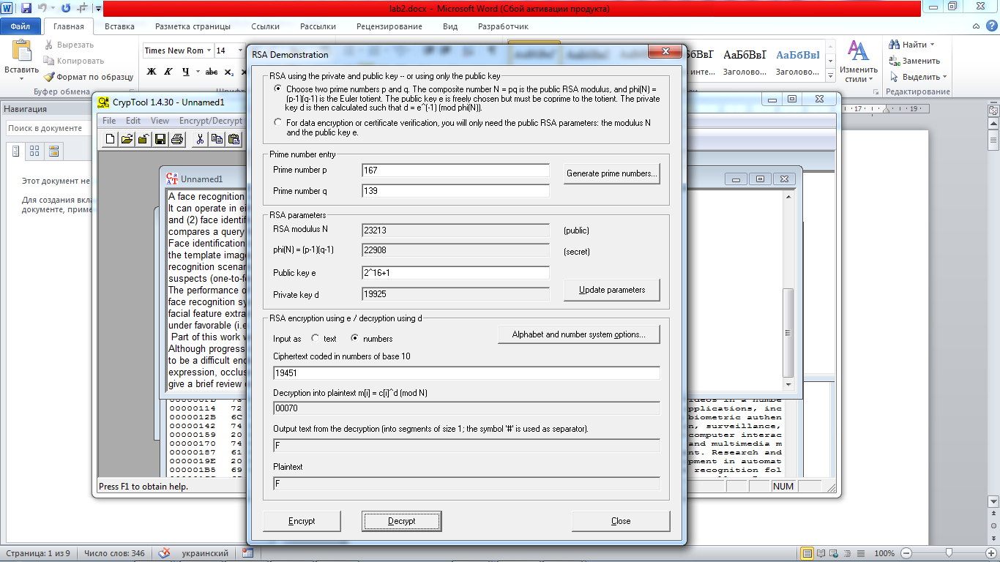 lab2.docx - Microsoft Word (Сбой активации продукта)
Файл Главная Вставка Разметка страницы Ссылки Рассылки Рецензирование Вид Разработчик
Вставить
Вырезать
Копировать
Формат по образцу
Буфер обмена
Times New Rom 14
Ж К Ч abc x₂
АаБбВвІ АаБбВвІ
Заголово... Заголово...
Изменить стили
Найти
Заменить
Выделить
Редактирование
Навигация
Поиск в документе
Этот документ не
Для создания вкла
документе, приме
17 19
CrypTool 1.4.30 - Unnamed1
File Edit View Encrypt/Decrypt
Unnamed1
A face recognition
It can operate in ei
and (2) face identif
compares a query
Face identification
the template imag
recognition scenar
suspects (one-to-f
The performance o
face recognition sy
facial feature extra
under favorable (i.e
Part of this work w
Although progress
to be a difficult enc
expression, occlus
give a brief review
00000114 72
0000012B 6C
00000142 74
00000159 20
00000170 74
00000187 61
0000019E 20
000001B5 69
ideos in a numbe
pplications, inc
biometric authen
n, surveillance,
computer interac
and multimedia m
nt. Research and
pment in automat
recognition fol
Press F1 to obtain help.
NUM
RSA Demonstration
RSA using the private and public key -- or using only the public key
Choose two prime numbers p and q. The composite number N = pq is the public RSA modulus, and phi(N) =
(p-1)(q-1) is the Euler totient. The public key e is freely chosen but must be coprime to the totient. The private
key d is then calculated such that d = e^(-1) (mod phi(N)).
For data encryption or certificate verification, you will only need the public RSA parameters: the modulus N
and the public key e.
Prime number entry
Prime number p 167 Generate prime numbers...
Prime number q 139
RSA parameters
RSA modulus N 23213 (public)
phi(N) = (p-1)(q-1) 22908 (secret)
Public key e 2^16+1
Private key d 19925 Update parameters
RSA encryption using e / decryption using d
Input as text numbers Alphabet and number system options...
Ciphertext coded in numbers of base 10
19451
Decryption into plaintext m[i] = c[i]^d (mod N)
00070
Output text from the decryption (into segments of size 1; the symbol '#' is used as separator).
F
Plaintext
F
Encrypt Decrypt Close
Страница: 1 из 9 Число слов: 346 украинский 100%